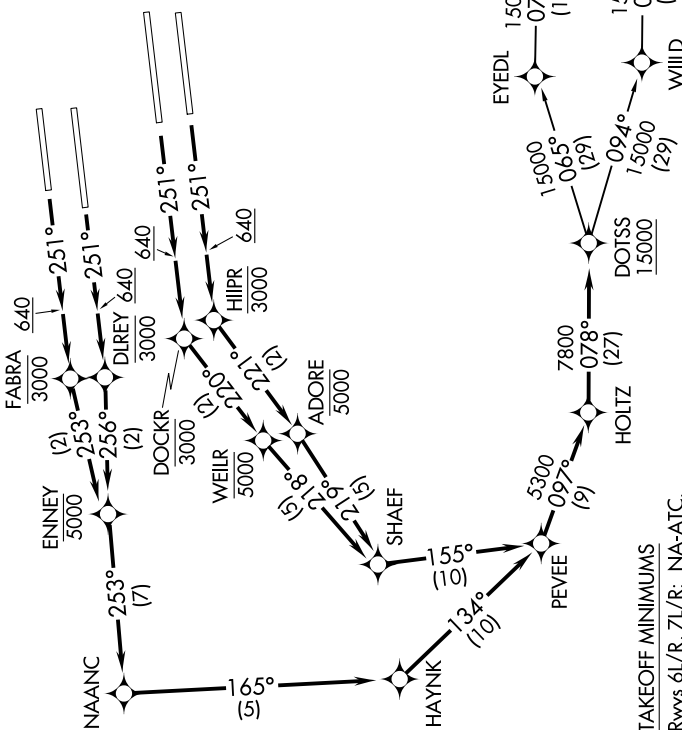 FABRA
3000
640
251°
251°
640
DLREY
3000
(2)
253°
256°
(2)
ENNEY
5000
253°
(7)
NAANC
165°
(5)
HAYNK
134°
(10)
251°
251°
640
640
HIIPR
3000
DOCKR
3000
220°
(2)
221°
(2)
WEILR
5000
ADORE
5000
218°
(5)
219°
(5)
SHAEF
155°
(10)
PEVEE
5300
097°
(9)
HOLTZ
7800
078°
(27)
DOTSS
15000
15000
065°
(29)
EYEDL
094°
15000
(29)
WIILD
TAKEOFF MINIMUMS
Rwys 6L/R, 7L/R: NA-ATC.